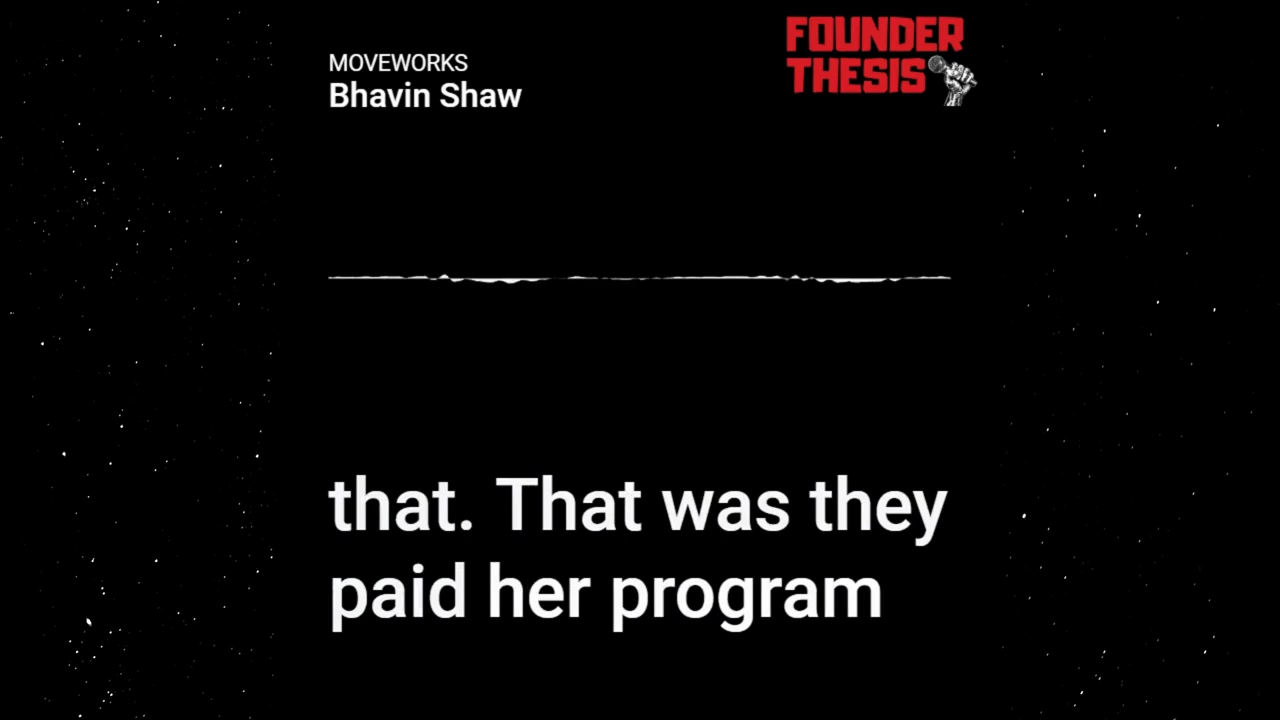 MOVEWORKS
Bhavin Shaw
FOUNDER
THESIS
that. That was they
paid her program